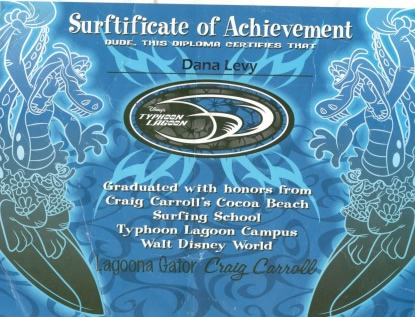 Surftificate of Achievement
DUDE, THIS DIPLOMA CERTIFIES THAT
Dana Levy
Disney's
TYPHOON
LAGOON
Graduated with honors from
Craig Carroll's Cocoa Beach
Surfing School
Typhoon Lagoon Campus
Walt Disney World
Lagoona Gator Craig Carroll